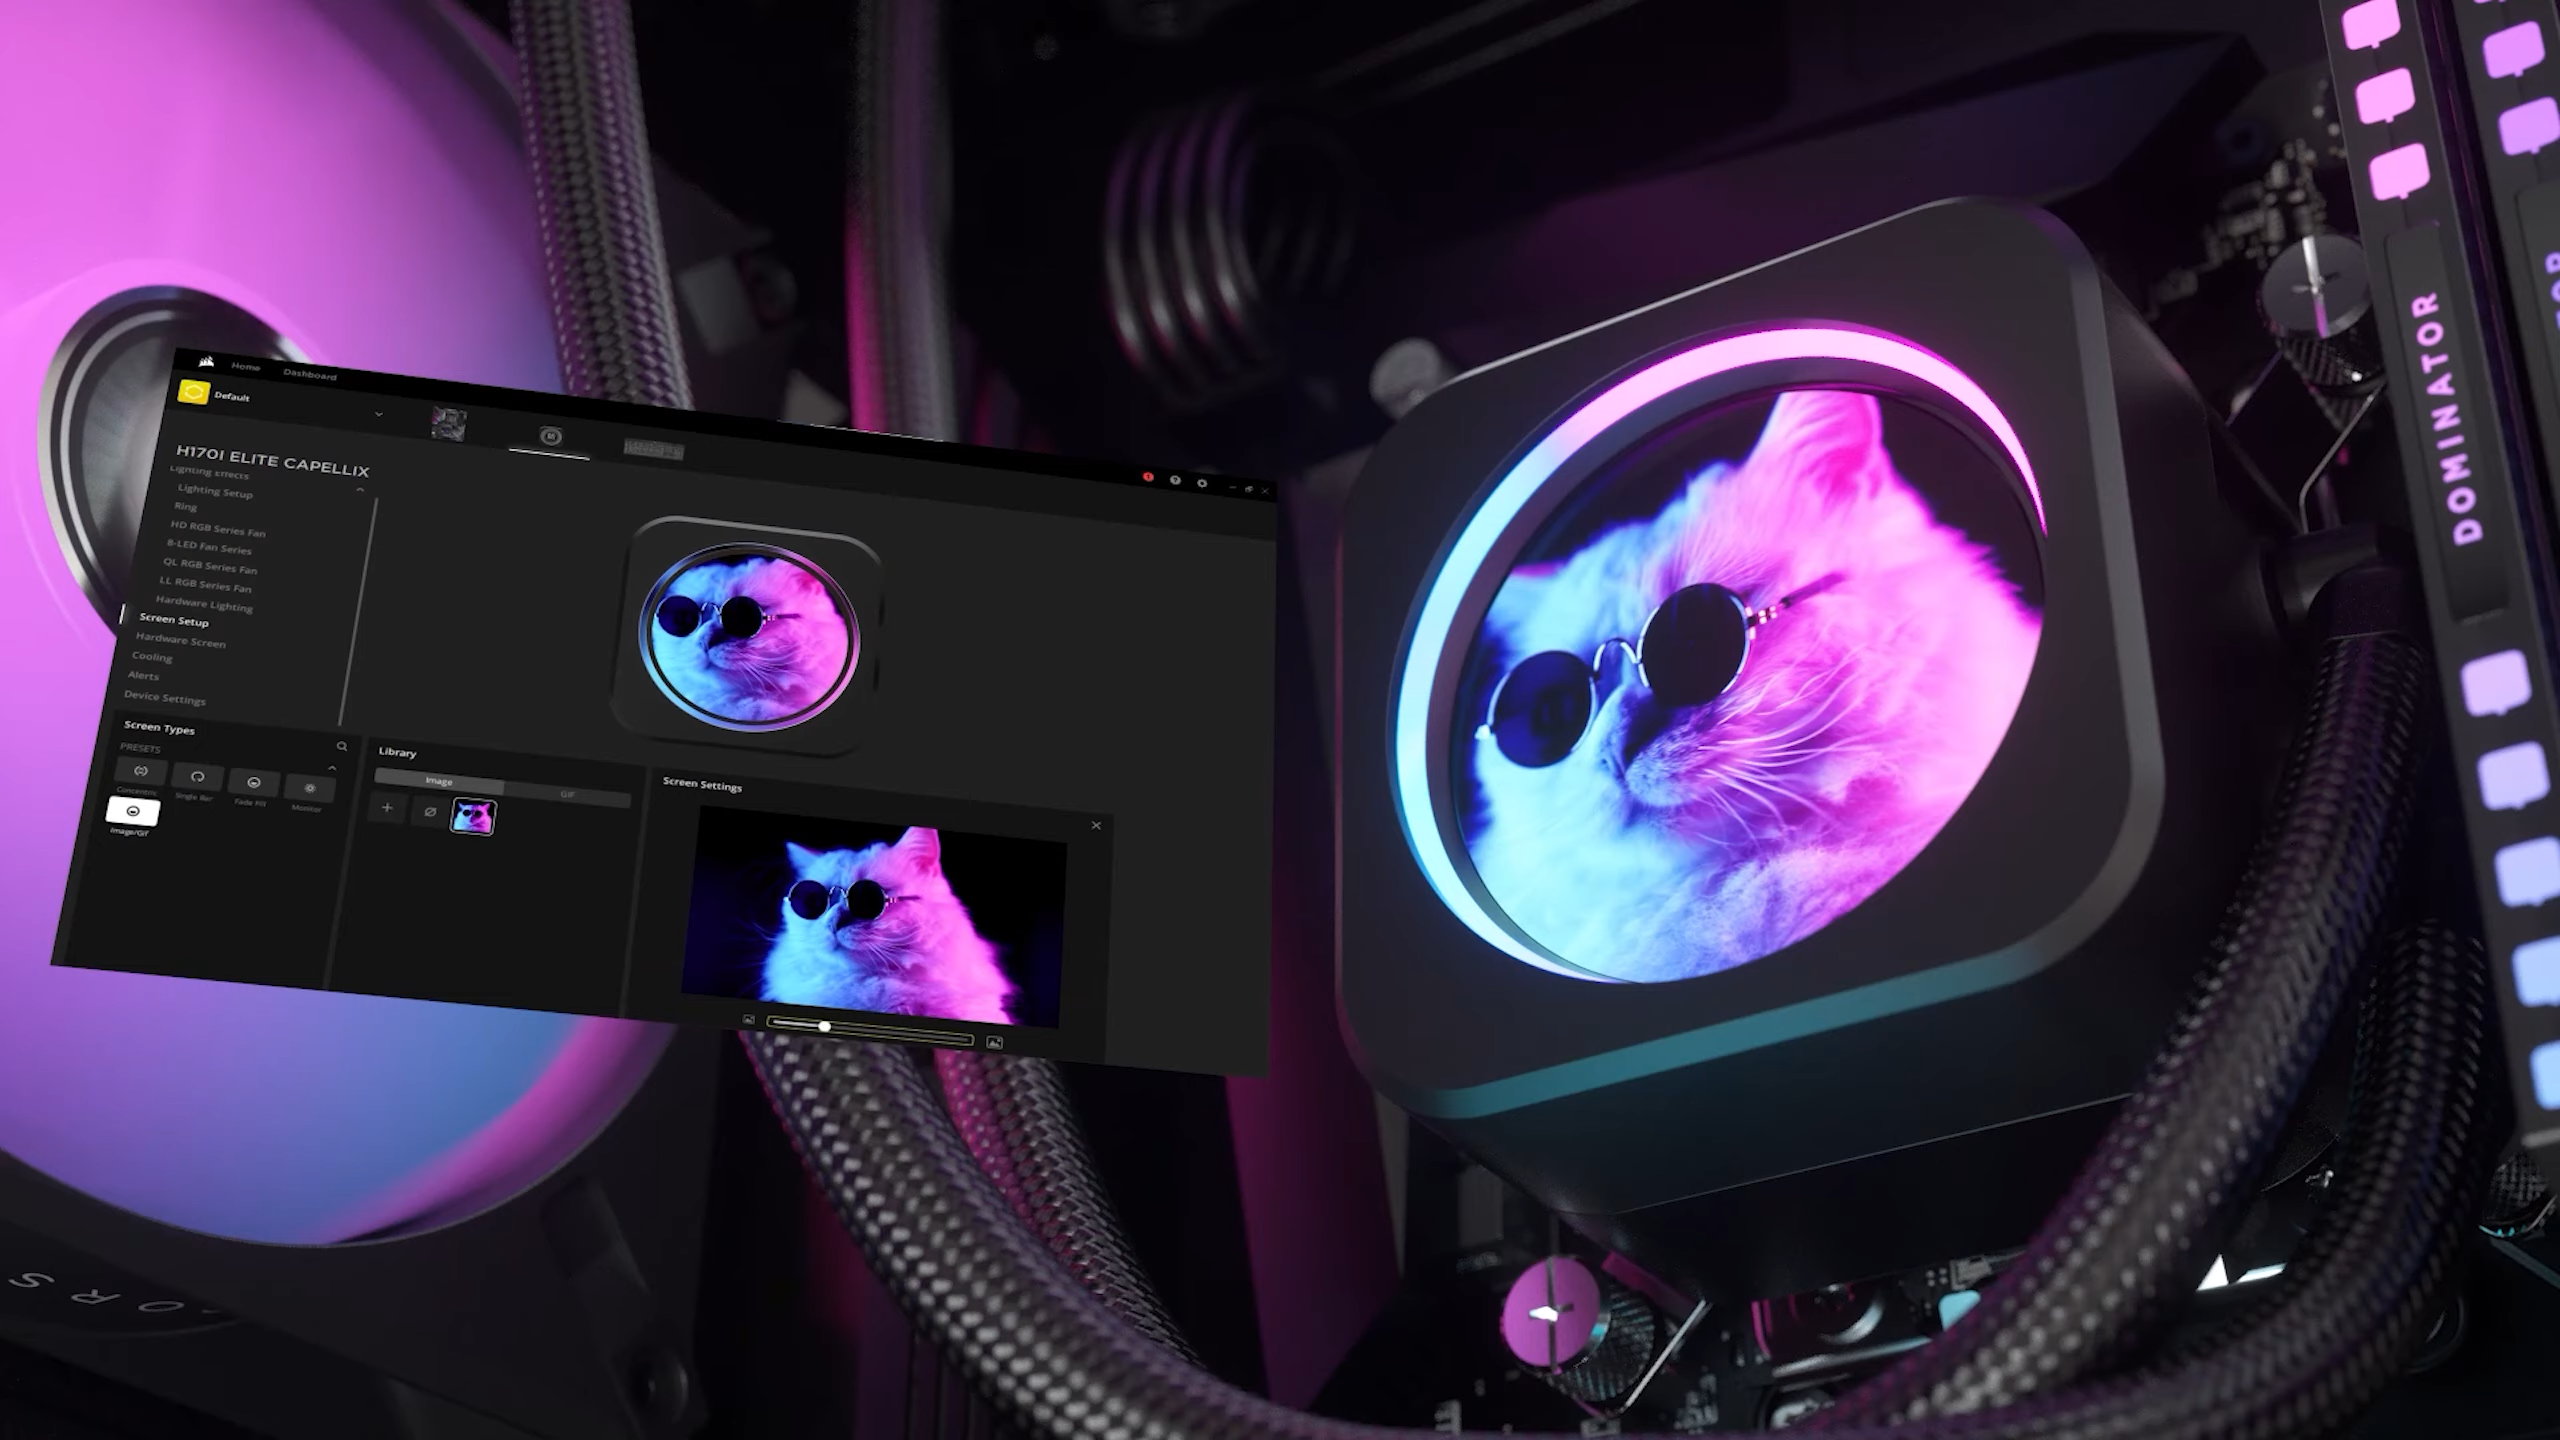 Home Dashboard
Default
H170I ELITE CAPELLIX
Lighting Effects
Lighting Setup
Ring
HD RGB Series Fan
8-LED Fan Series
QL RGB Series Fan
LL RGB Series Fan
Hardware Lighting
Screen Setup
Hardware Screen
Cooling
Alerts
Device Settings
Screen Types
PRESETS
Concentric
Single Bar
Fade Fill
Monitor
Image/Gif
Library
Image
GIF
Screen Settings
DOMINATOR